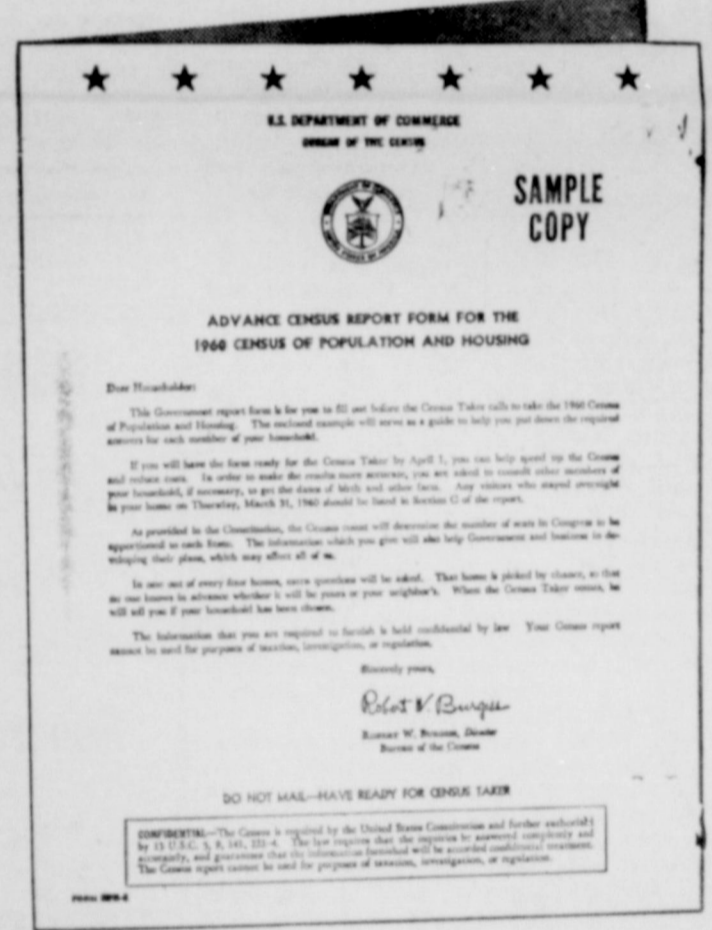 U.S. DEPARTMENT OF COMMERCE
BUREAU OF THE CENSUS
SAMPLE
COPY
ADVANCE CENSUS REPORT FORM FOR THE
1960 CENSUS OF POPULATION AND HOUSING
Dear Householder:
This Government report form is for you to fill out before the Census Taker calls to take the 1960 Census
of Population and Housing. The enclosed example will serve as a guide to help you put down the required
answers for each member of your household.
If you will have the form ready for the Census Taker by April 1, you can help speed up the Census
and reduce costs. In order to make the results more accurate, you are asked to consult other members of
your household, if necessary, to get the dates of birth and other facts. Any visitors who stayed overnight
in your home on Thursday, March 31, 1960 should be listed in Section C of the report.
As provided in the Constitution, the Census count will determine the number of seats in Congress to be
apportioned to each State. The information which you give will also help Government and business in de-
veloping their plans, which may affect all of us.
In one out of every four homes, extra questions will be asked. That home is picked by chance, so that
no one knows in advance whether it will be yours or your neighbor's. When the Census Taker comes, he
will tell you if your household has been chosen.
The information that you are required to furnish is held confidential by law Your Census report
cannot be used for purposes of taxation, investigation, or regulation.
Sincerely yours,
Robert W. Burgess
ROBERT W. BURGESS, Director
Bureau of the Census
DO NOT MAIL—HAVE READY FOR CENSUS TAKER
CONFIDENTIAL—The Census is required by the United States Constitution and further authorized
by 13 U.S.C. 5, 9, 141, 221-4. The law requires that the inquiries be answered completely and
accurately, and guarantees that the information furnished will be accorded confidential treatment.
The Census report cannot be used for purposes of taxation, investigation, or regulation.
FORM